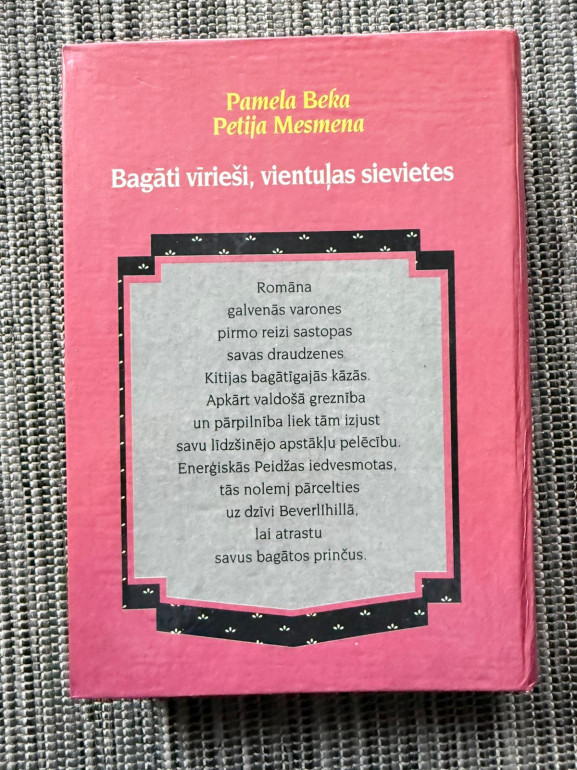 Pamela Beka
Petija Mesmena
Bagāti vīrieši, vientuļas sievietes
Romāna
galvenās varones
pirmo reizi sastopas
savas draudzenes
Kitijas bagātīgajās kāzās.
Apkārt valdošā greznība
un pārpilnība liek tām izjust
savu līdzšinējo apstākļu pelēcību.
Enerģiskās Peidžas iedvesmotas,
tās nolemj pārcelties
uz dzīvi Beverlīhillā,
lai atrastu
savus bagātos prinčus.